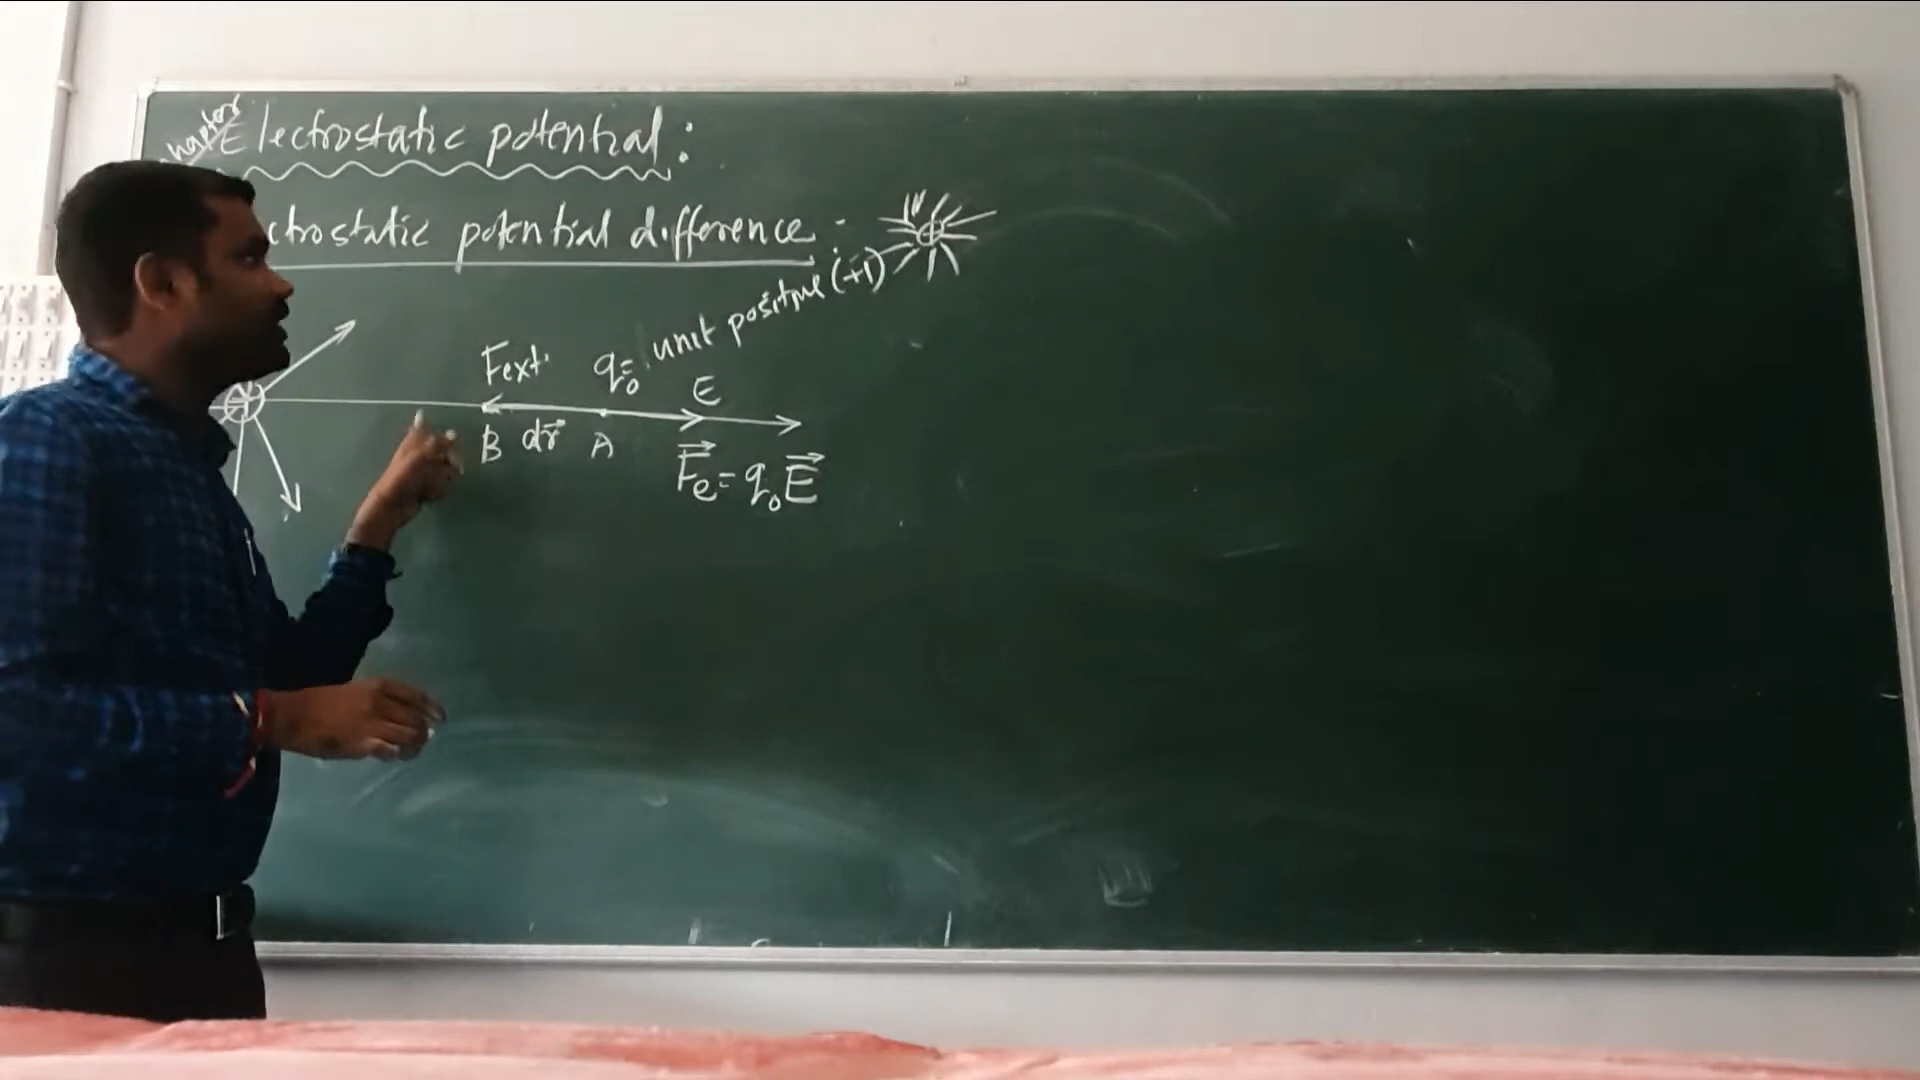 Electrostatic potential:
ctrostatic potential difference :
unit positive (+1)
Fext. q₀= E
B dr⃗ A
F⃗e = q₀E⃗